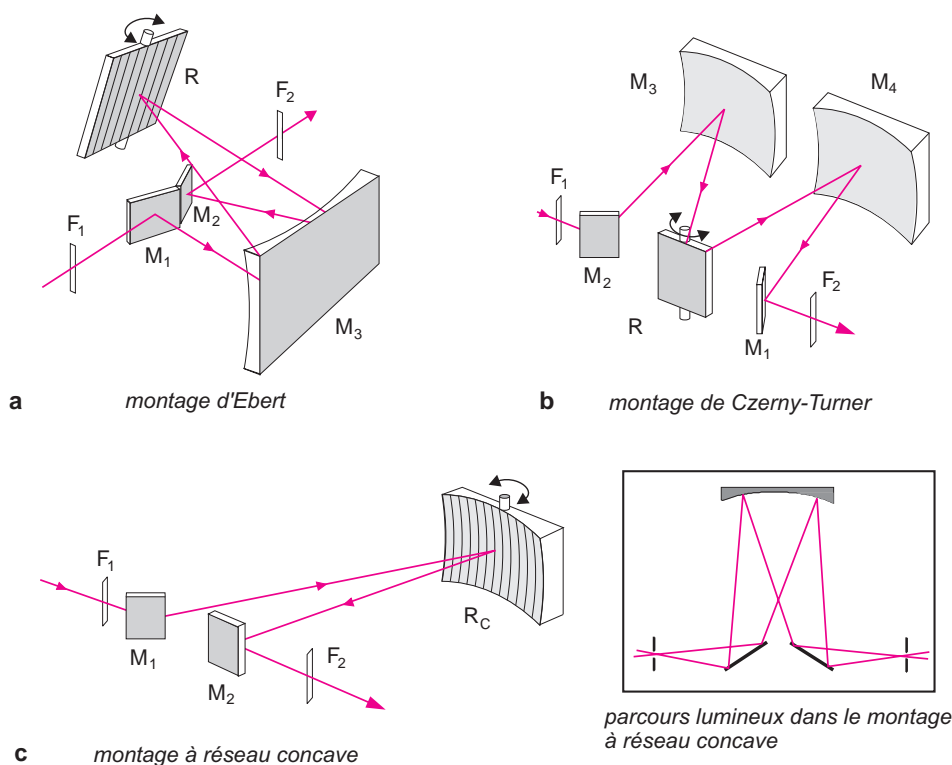 R
F2
F1
M2
M1
M3
a montage d'Ebert
M3
M4
F1
M2
R
F2
M1
b montage de Czerny-Turner
F1
M1
RC
M2
F2
c montage à réseau concave
parcours lumineux dans le montage
à réseau concave